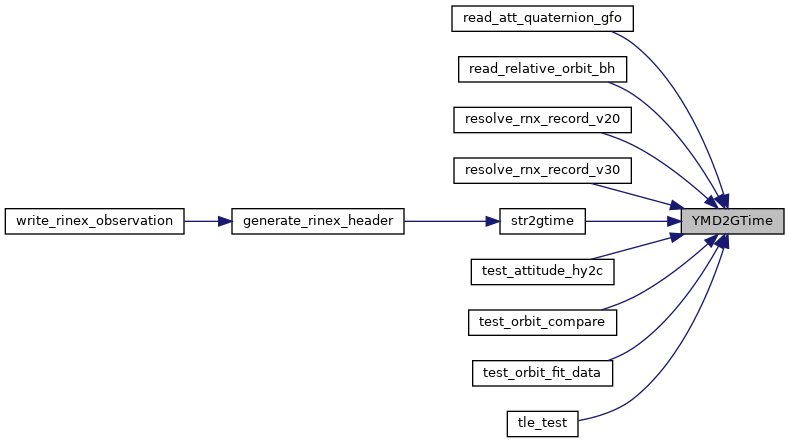 read_att_quaternion_gfo
read_relative_orbit_bh
resolve_rnx_record_v20
resolve_rnx_record_v30
write_rinex_observation
generate_rinex_header
str2gtime
YMD2GTime
test_attitude_hy2c
test_orbit_compare
test_orbit_fit_data
tle_test